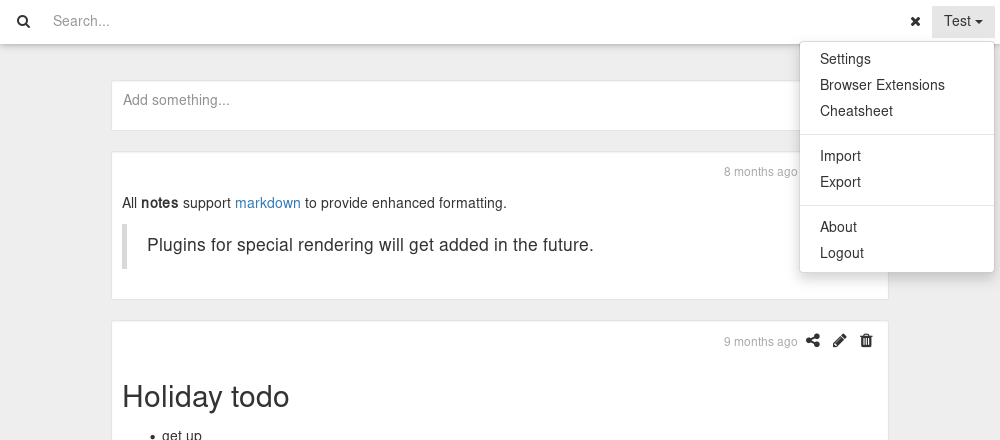 Search...
Test
Settings
Browser Extensions
Cheatsheet
Import
Export
About
Logout
Add something...
8 months ago
All notes support markdown to provide enhanced formatting.
Plugins for special rendering will get added in the future.
9 months ago
Holiday todo
get up